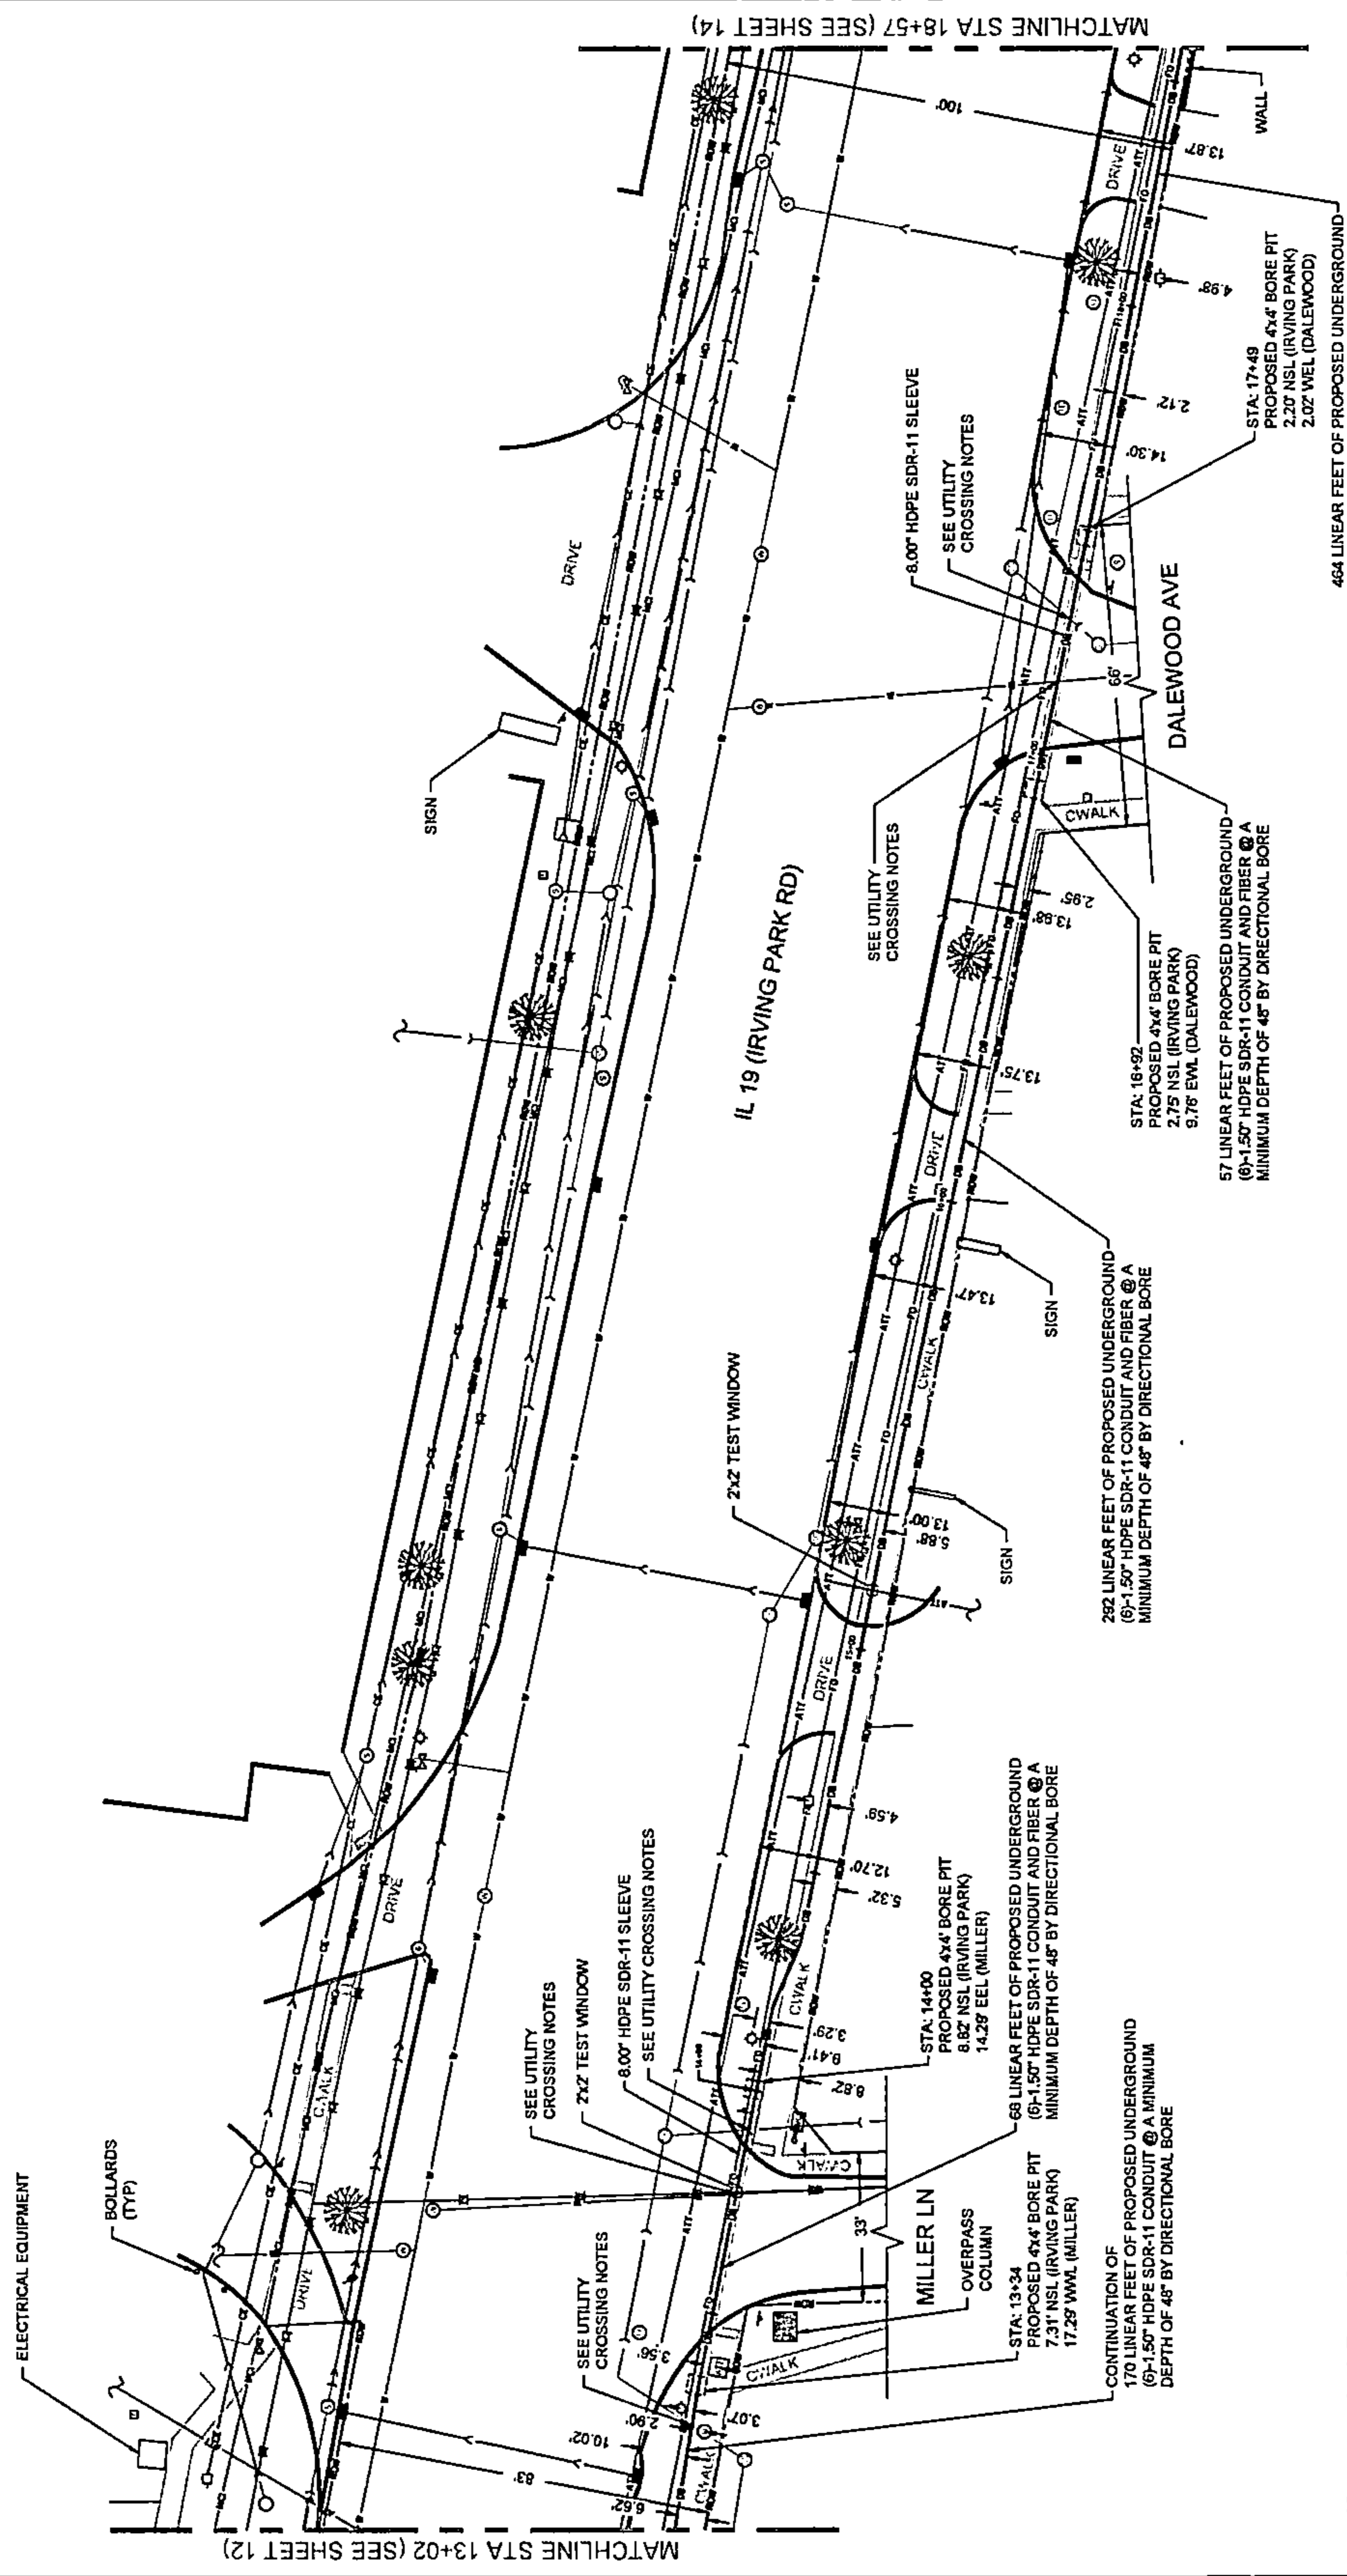 MATCHLINE STA 18+57 (SEE SHEET 14)
MATCHLINE STA 13+02 (SEE SHEET 12)
ELECTRICAL EQUIPMENT
BOLLARDS
(TYP)
DRIVE
CWALK
DRIVE
SIGN
DRIVE
IL 19 (IRVING PARK RD)
83'
100'
6.62'
10.02'
2.90'
3.56'
3.07'
CWALK
SEE UTILITY
CROSSING NOTES
SEE UTILITY
CROSSING NOTES
2'x2' TEST WINDOW
8.00" HDPE SDR-11 SLEEVE
SEE UTILITY CROSSING NOTES
CWALK
MILLER LN
33'
OVERPASS
COLUMN
CWALK
8.82'
9.41'
3.29'
CWALK
5.32'
12.70'
4.59'
DRIVE
2'x2' TEST WINDOW
5.88'
13.00'
SIGN
CWALK
13.47'
SIGN
DRIVE
13.75'
13.98'
2.95'
SEE UTILITY
CROSSING NOTES
CWALK
DALEWOOD AVE
66'
8.00" HDPE SDR-11 SLEEVE
SEE UTILITY
CROSSING NOTES
14.30'
2.12'
4.98'
DRIVE
13.87'
WALL
CONTINUATION OF
170 LINEAR FEET OF PROPOSED UNDERGROUND
(6)-1.50" HDPE SDR-11 CONDUIT @ A MINIMUM
DEPTH OF 48" BY DIRECTIONAL BORE
STA: 13+34
PROPOSED 4'x4' BORE PIT
7.31' NSL (IRVING PARK)
17.29' WWL (MILLER)
68 LINEAR FEET OF PROPOSED UNDERGROUND
(6)-1.50" HDPE SDR-11 CONDUIT AND FIBER @ A
MINIMUM DEPTH OF 48" BY DIRECTIONAL BORE
STA: 14+00
PROPOSED 4'x4' BORE PIT
8.82' NSL (IRVING PARK)
14.29' EEL (MILLER)
292 LINEAR FEET OF PROPOSED UNDERGROUND
(6)-1.50" HDPE SDR-11 CONDUIT AND FIBER @ A
MINIMUM DEPTH OF 48" BY DIRECTIONAL BORE
STA: 16+92
PROPOSED 4'x4' BORE PIT
2.75' NSL (IRVING PARK)
9.76' EWL (DALEWOOD)
57 LINEAR FEET OF PROPOSED UNDERGROUND
(6)-1.50" HDPE SDR-11 CONDUIT AND FIBER @ A
MINIMUM DEPTH OF 48" BY DIRECTIONAL BORE
STA: 17+49
PROPOSED 4'x4' BORE PIT
2.20' NSL (IRVING PARK)
2.02' WEL (DALEWOOD)
464 LINEAR FEET OF PROPOSED UNDERGROUND